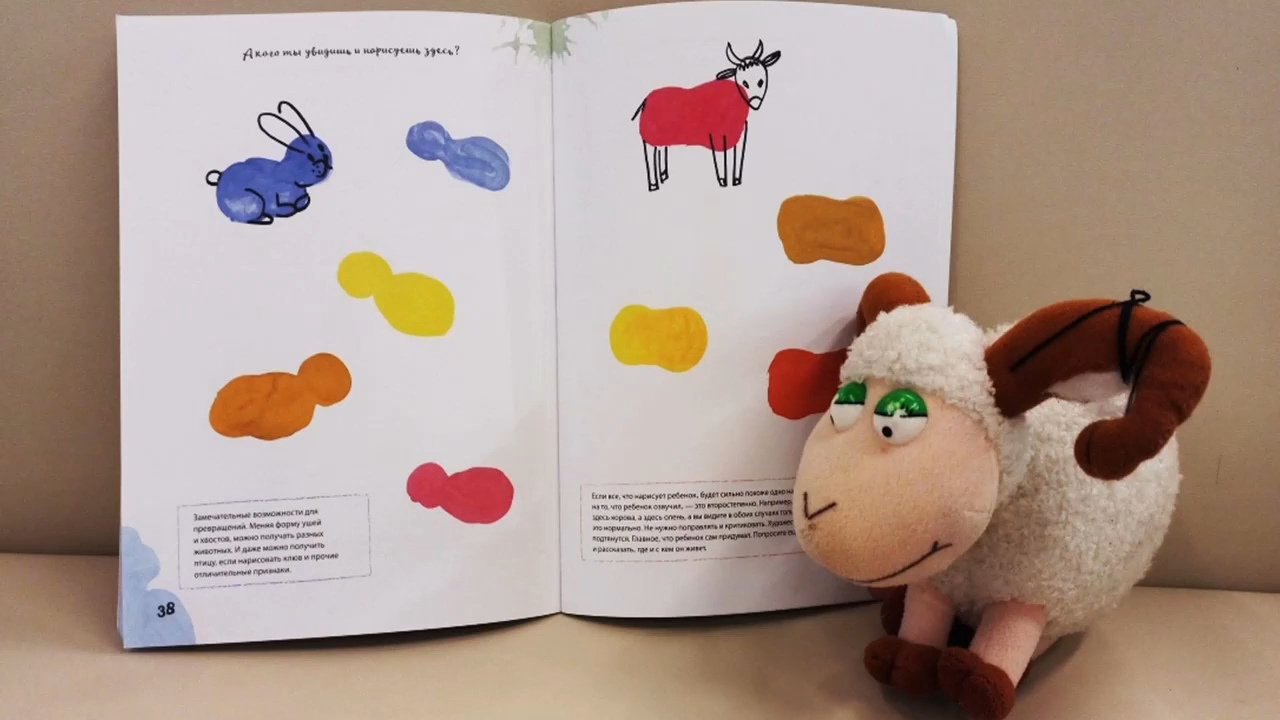 А кого ты увидишь и нарисуешь здесь?
Замечательные возможности для
превращений. Меняя форму ушей
и хвостов, можно получать разных
животных. И даже можно получить
птицу, если нарисовать клюв и прочие
отличительные признаки.
38
Если все, что нарисует ребенок, будет сильно похоже одно на
на то, что ребенок озвучил, — это второстепенно. Например,
здесь корова, а здесь олень, а вы видите в обоих случаях
это нормально. Не нужно поправлять и критиковать.
подтянутся. Главное, что ребенок сам придумал. Попросите
и рассказать, где и с кем он живет.